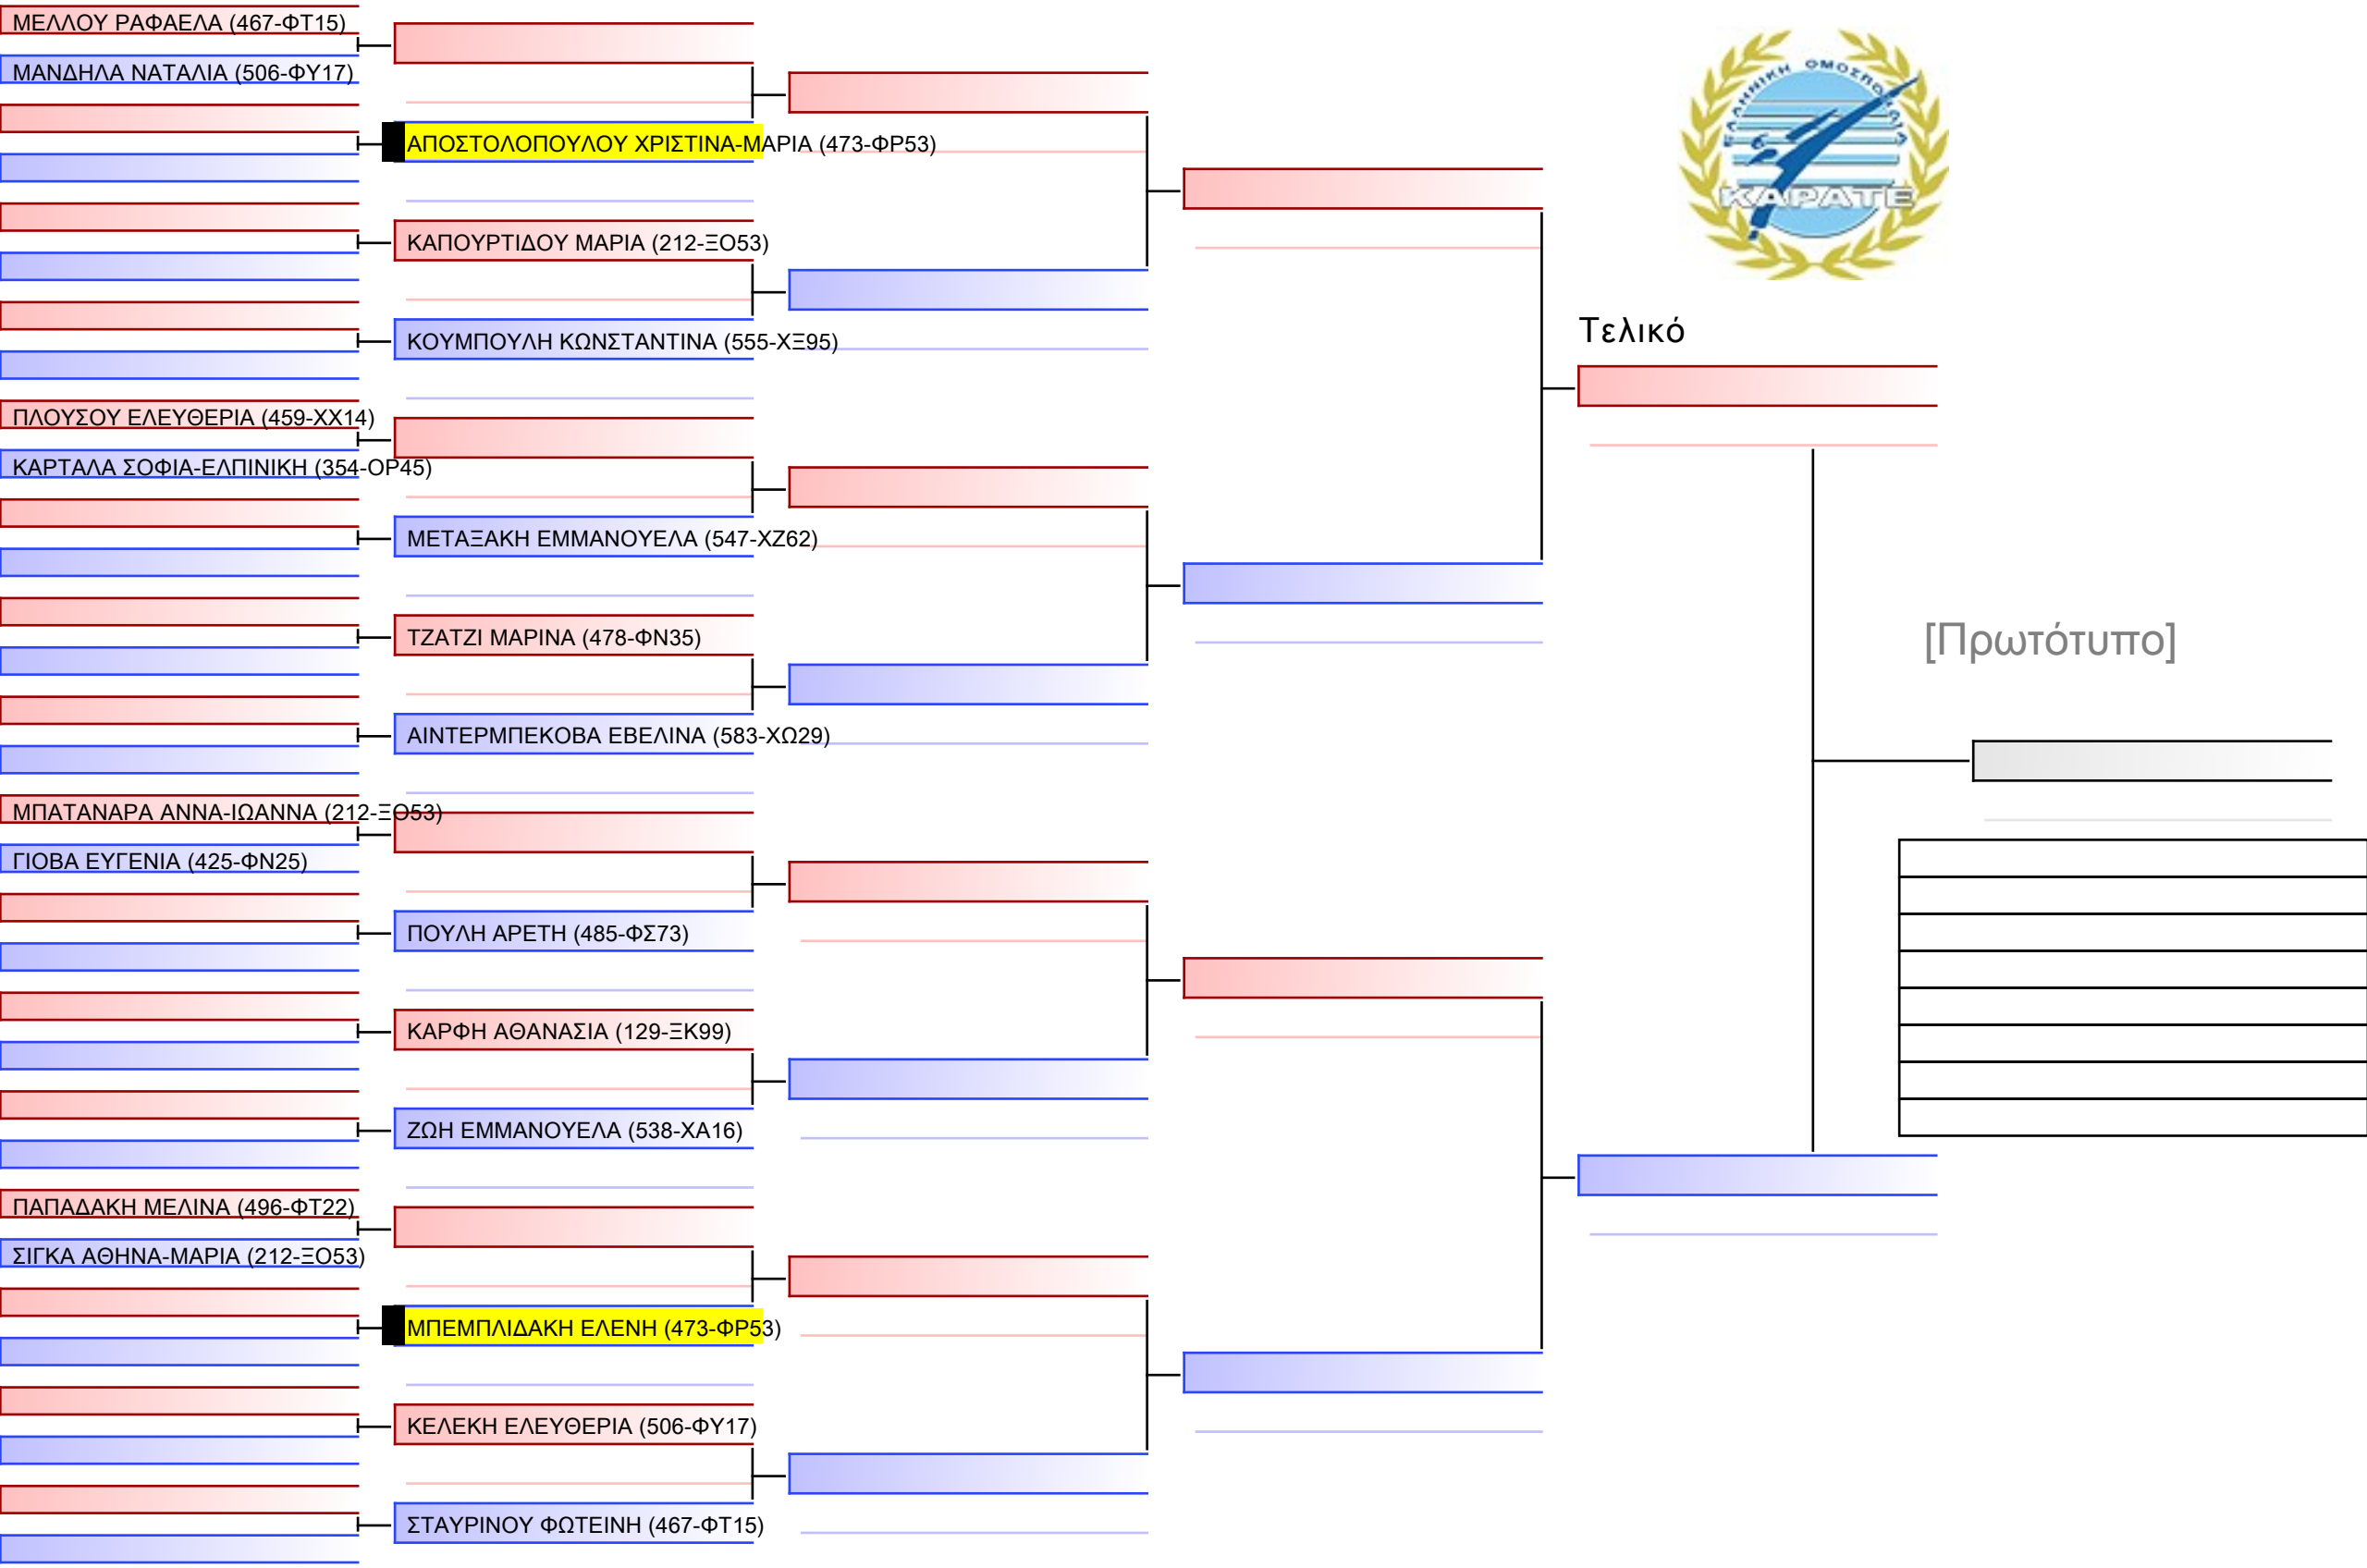 ΜΕΛΛΟΥ ΡΑΦΑΕΛΑ (467-ΦΤ15)
ΜΑΝΔΗΛΑ ΝΑΤΑΛΙΑ (506-ΦΥ17)
ΑΠΟΣΤΟΛΟΠΟΥΛΟΥ ΧΡΙΣΤΙΝΑ-ΜΑΡΙΑ (473-ΦΡ53)
ΚΑΠΟΥΡΤΙΔΟΥ ΜΑΡΙΑ (212-ΞΟ53)
ΚΟΥΜΠΟΥΛΗ ΚΩΝΣΤΑΝΤΙΝΑ (555-ΧΞ95)
ΠΛΟΥΣΟΥ ΕΛΕΥΘΕΡΙΑ (459-ΧΧ14)
ΚΑΡΤΑΛΑ ΣΟΦΙΑ-ΕΛΠΙΝΙΚΗ (354-ΟΡ45)
ΜΕΤΑΞΑΚΗ ΕΜΜΑΝΟΥΕΛΑ (547-ΧΖ62)
ΤΖΑΤΖΙ ΜΑΡΙΝΑ (478-ΦΝ35)
ΑΙΝΤΕΡΜΠΕΚΟΒΑ ΕΒΕΛΙΝΑ (583-ΧΩ29)
ΜΠΑΤΑΝΑΡΑ ΑΝΝΑ-ΙΩΑΝΝΑ (212-ΞΟ53)
ΓΙΟΒΑ ΕΥΓΕΝΙΑ (425-ΦΝ25)
ΠΟΥΛΗ ΑΡΕΤΗ (485-ΦΣ73)
ΚΑΡΦΗ ΑΘΑΝΑΣΙΑ (129-ΞΚ99)
ΖΩΗ ΕΜΜΑΝΟΥΕΛΑ (538-ΧΑ16)
ΠΑΠΑΔΑΚΗ ΜΕΛΙΝΑ (496-ΦΤ22)
ΣΙΓΚΑ ΑΘΗΝΑ-ΜΑΡΙΑ (212-ΞΟ53)
ΜΠΕΜΠΛΙΔΑΚΗ ΕΛΕΝΗ (473-ΦΡ53)
ΚΕΛΕΚΗ ΕΛΕΥΘΕΡΙΑ (506-ΦΥ17)
ΣΤΑΥΡΙΝΟΥ ΦΩΤΕΙΝΗ (467-ΦΤ15)
ΕΛΛΗΝΙΚΗ ΟΜΟΣΠΟΝΔΙΑ
ΚΑΡΑΤΕ
Τελικό
[Πρωτότυπο]